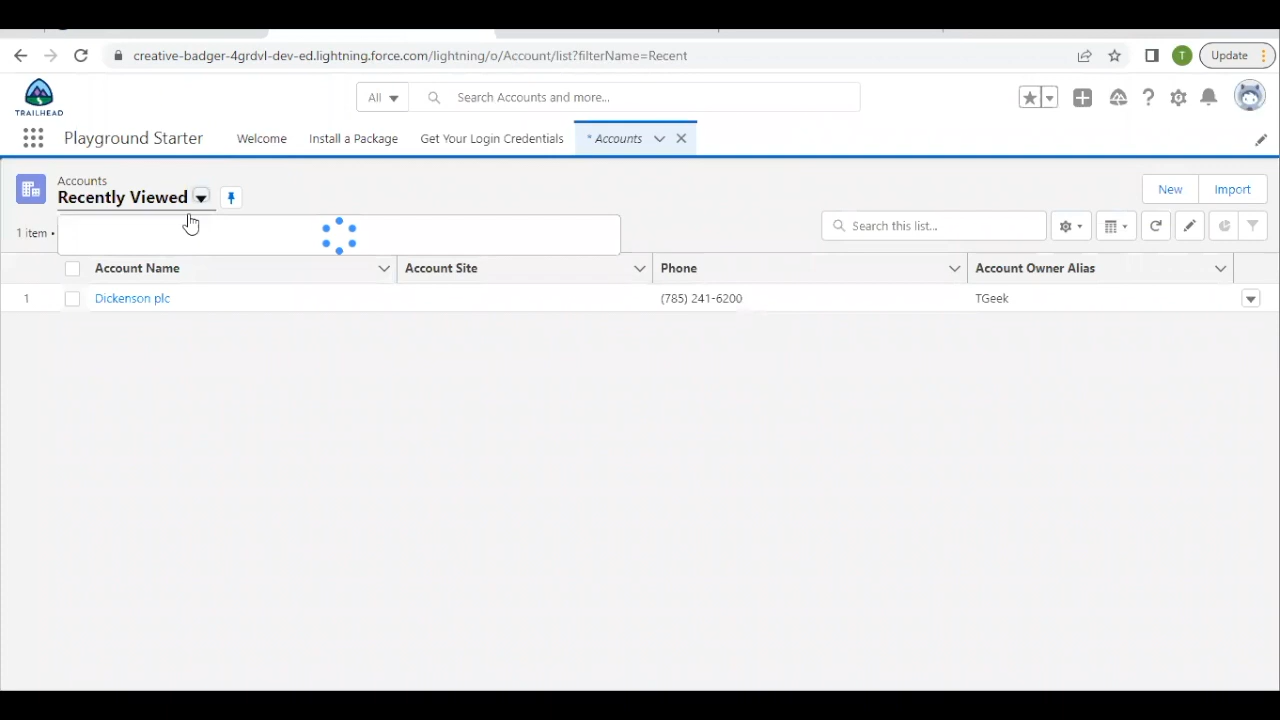 creative-badger-4grdvl-dev-ed.lightning.force.com/lightning/o/Account/list?filterName=Recent
T
Update
TRAILHEAD
All
Search Accounts and more...
Playground Starter
Welcome
Install a Package
Get Your Login Credentials
* Accounts
Accounts
Recently Viewed
New
Import
1 item •
Search this list...
Account Name
Account Site
Phone
Account Owner Alias
1
Dickenson plc
(785) 241-6200
TGeek